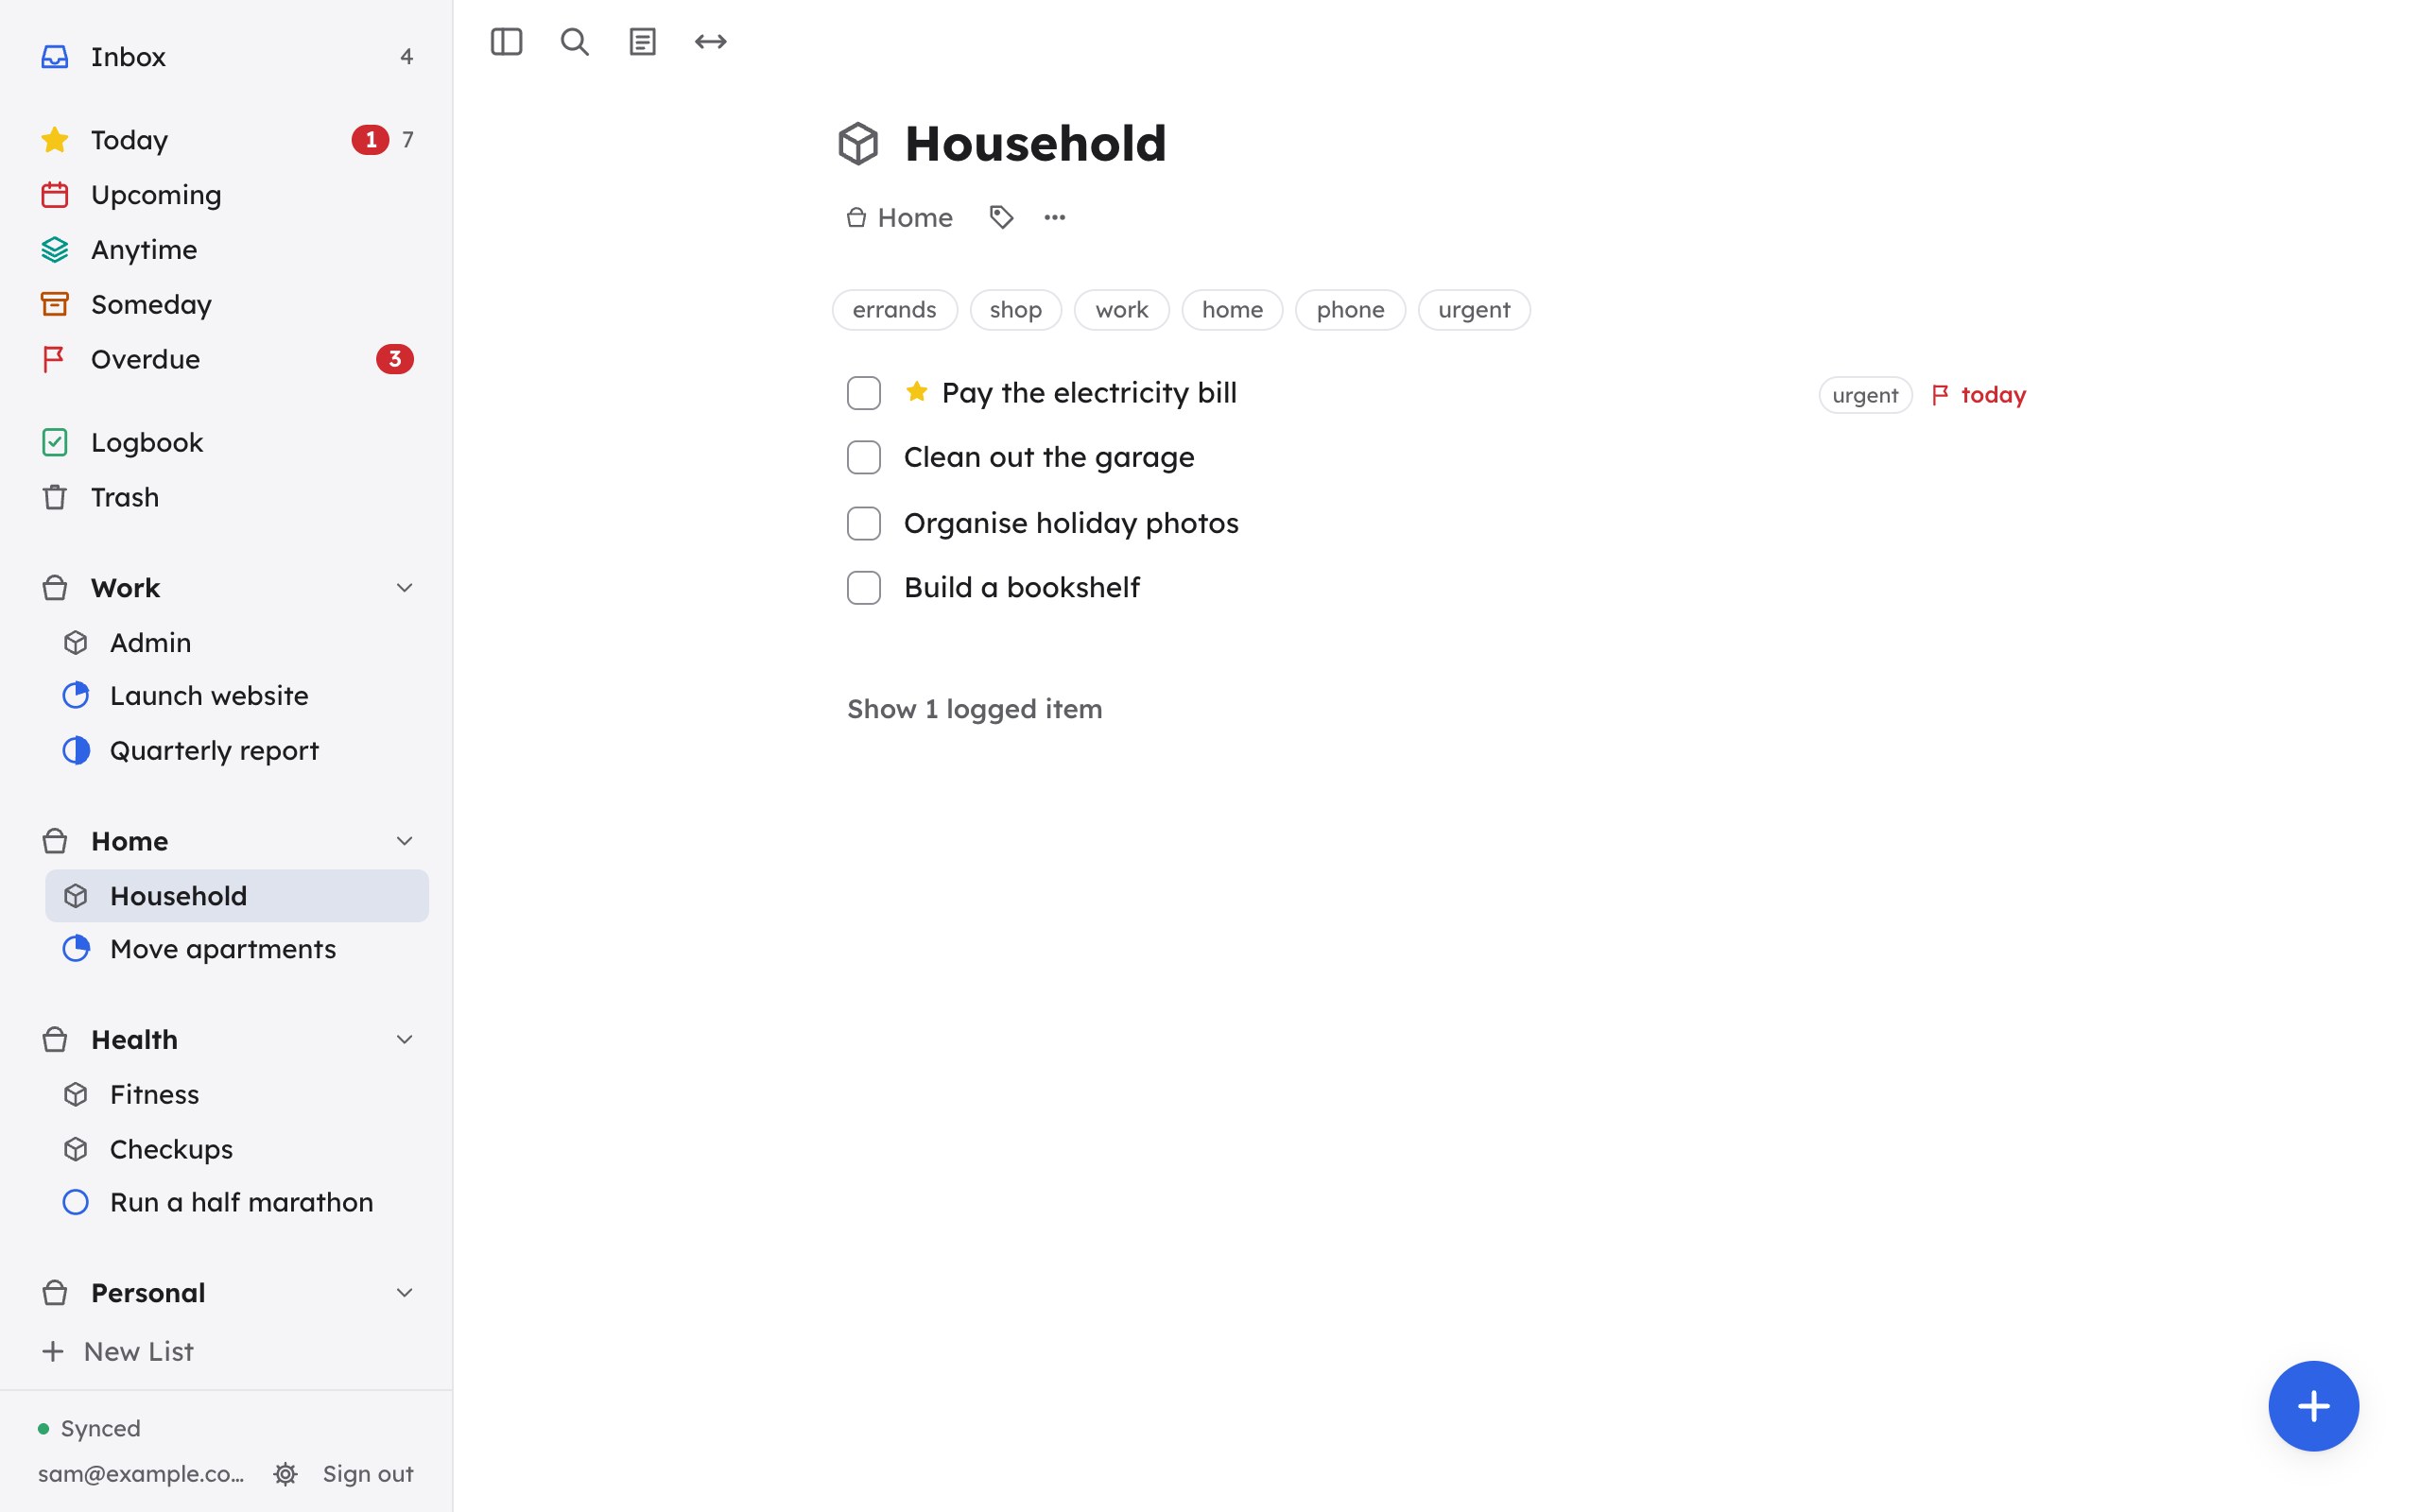 Inbox 4
Today 1 7
Upcoming
Anytime
Someday
Overdue 3
Logbook
Trash
Work
Admin
Launch website
Quarterly report
Home
Household
Move apartments
Health
Fitness
Checkups
Run a half marathon
Personal
New List
Synced
sam@example.co... Sign out
Household
Home
errands shop work home phone urgent
Pay the electricity bill urgent today
Clean out the garage
Organise holiday photos
Build a bookshelf
Show 1 logged item